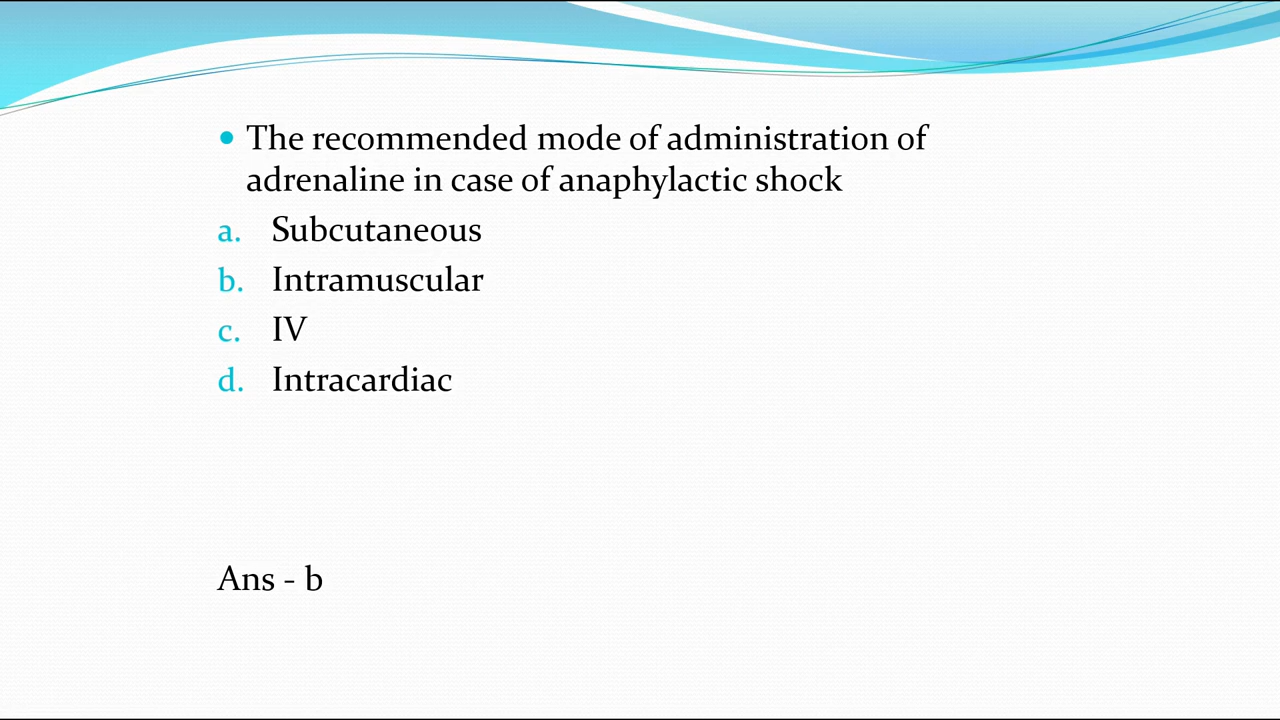 • The recommended mode of administration of
adrenaline in case of anaphylactic shock
a. Subcutaneous
b. Intramuscular
c. IV
d. Intracardiac
Ans - b